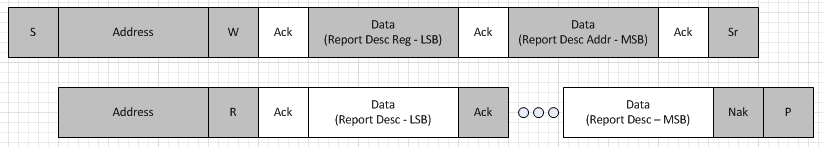 S Address W Ack Data Ack Data Ack Sr
(Report Desc Reg - LSB) (Report Desc Addr - MSB)
Address R Ack Data Ack Data Nak P
(Report Desc - LSB) (Report Desc – MSB)